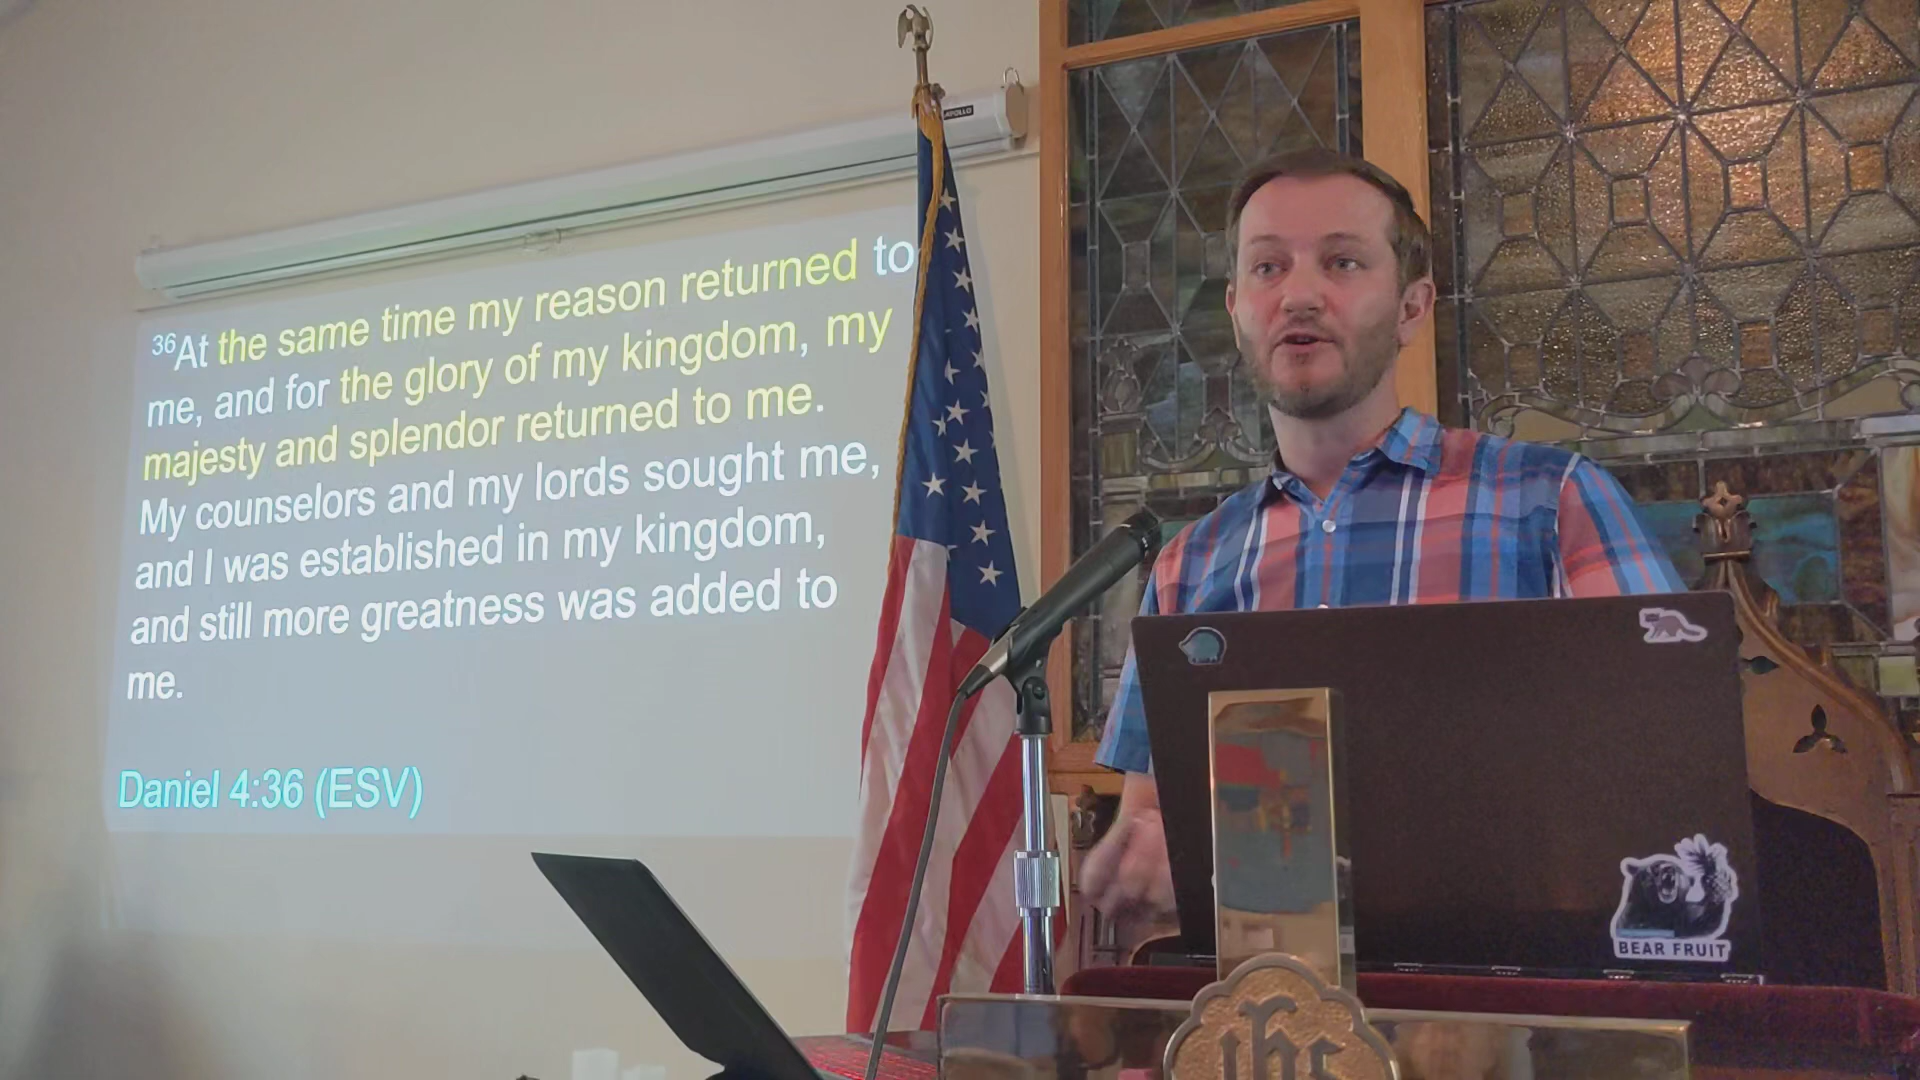 APOLLO
³⁶At the same time my reason returned to
me, and for the glory of my kingdom, my
majesty and splendor returned to me.
My counselors and my lords sought me,
and I was established in my kingdom,
and still more greatness was added to
me.
Daniel 4:36 (ESV)
BEAR FRUIT
ihs